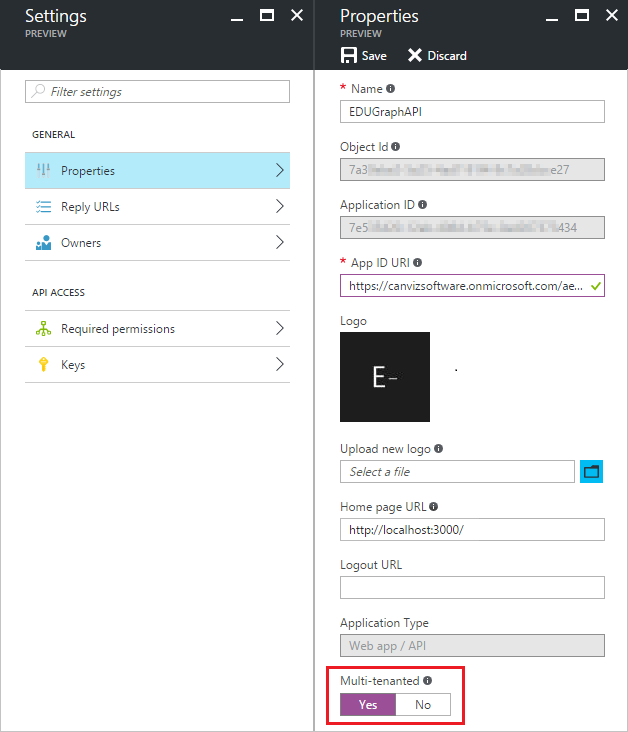 Settings
PREVIEW
Filter settings
GENERAL
Properties
Reply URLs
Owners
API ACCESS
Required permissions
Keys
Properties
PREVIEW
Save Discard
* Name
EDUGraphAPI
Object Id
7a3 e27
Application ID
7e5 434
* App ID URI
https://canvizsoftware.onmicrosoft.com/ae...
Logo
E-
Upload new logo
Select a file
Home page URL
http://localhost:3000/
Logout URL
Application Type
Web app / API
Multi-tenanted
Yes No